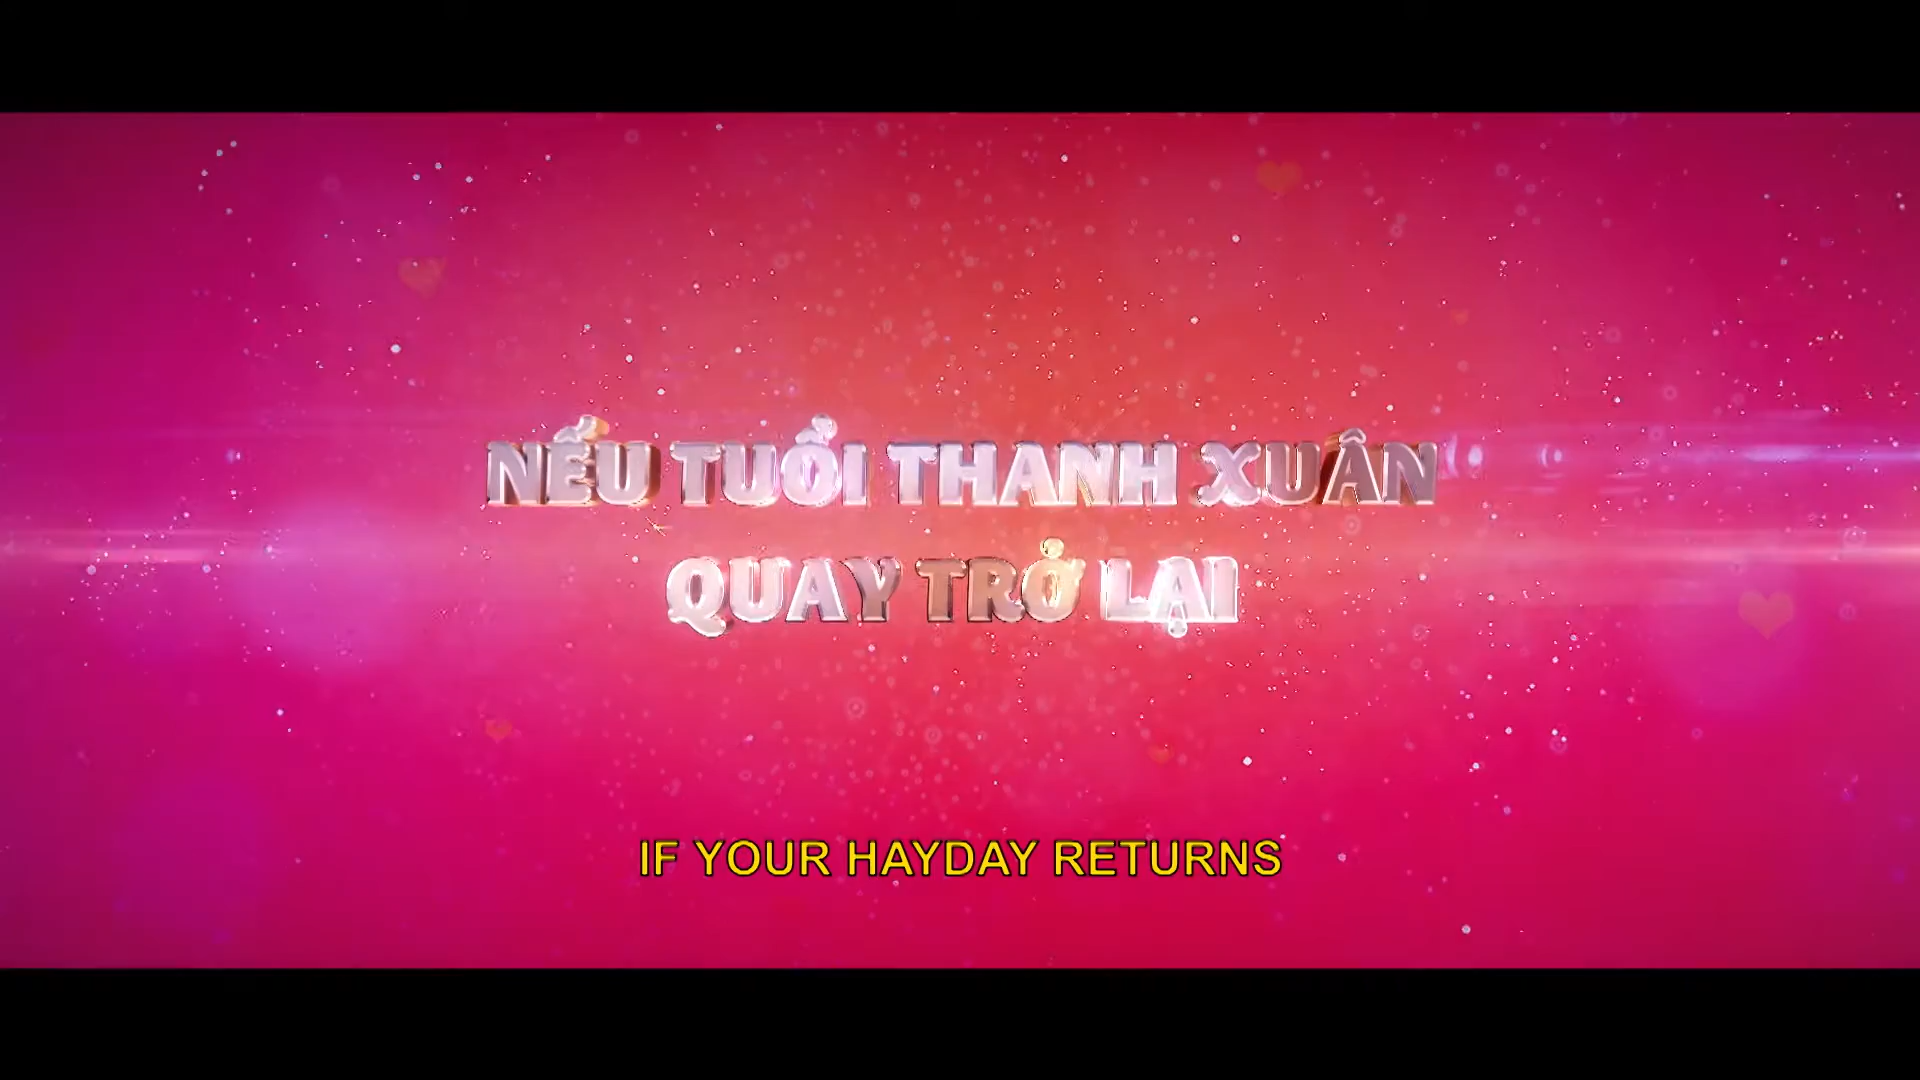 NẾU TUỔI THANH XUÂN
QUAY TRỞ LẠI
IF YOUR HAYDAY RETURNS